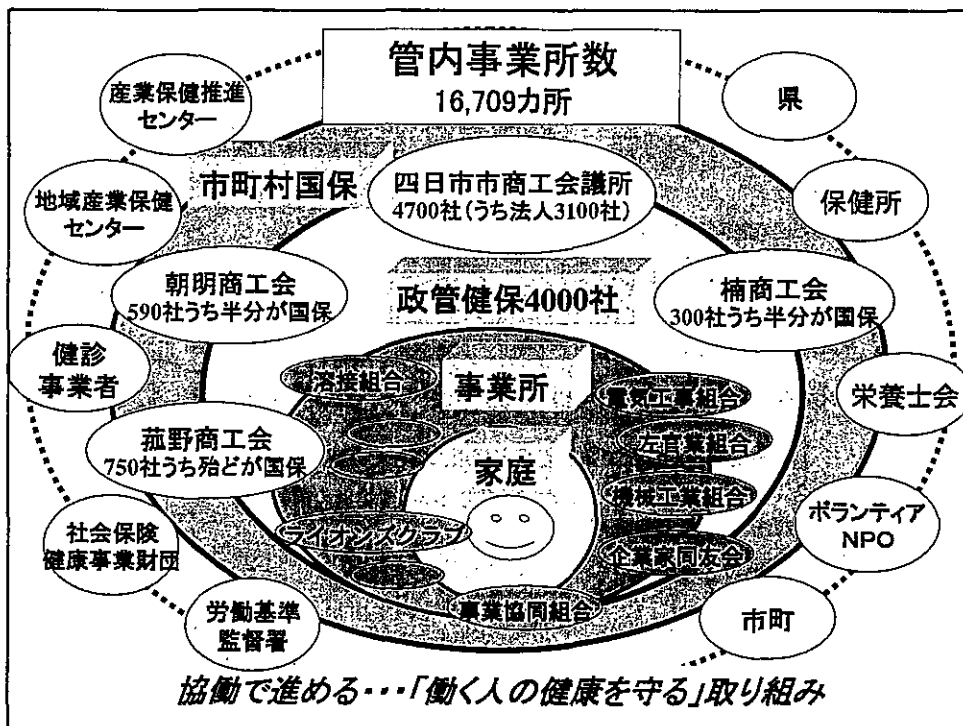 管内事業所数
16,709カ所
産業保健推進
センター
県
市町村国保
四日市市商工会議所
4700社(うち法人3100社)
地域産業保健
センター
保健所
朝明商工会
590社うち半分が国保
政管健保4000社
楠商工会
300社うち半分が国保
健診
事業者
溶接組合
事業所
電気工事組合
栄養士会
菰野商工会
750社うち殆どが国保
左官業組合
家庭
機械工業組合
社会保険
健康事業財団
ライオンズクラブ
企業家同友会
ボランティア
NPO
労働基準
監督署
事業協同組合
市町
協働で進める・・・「働く人の健康を守る」取り組み